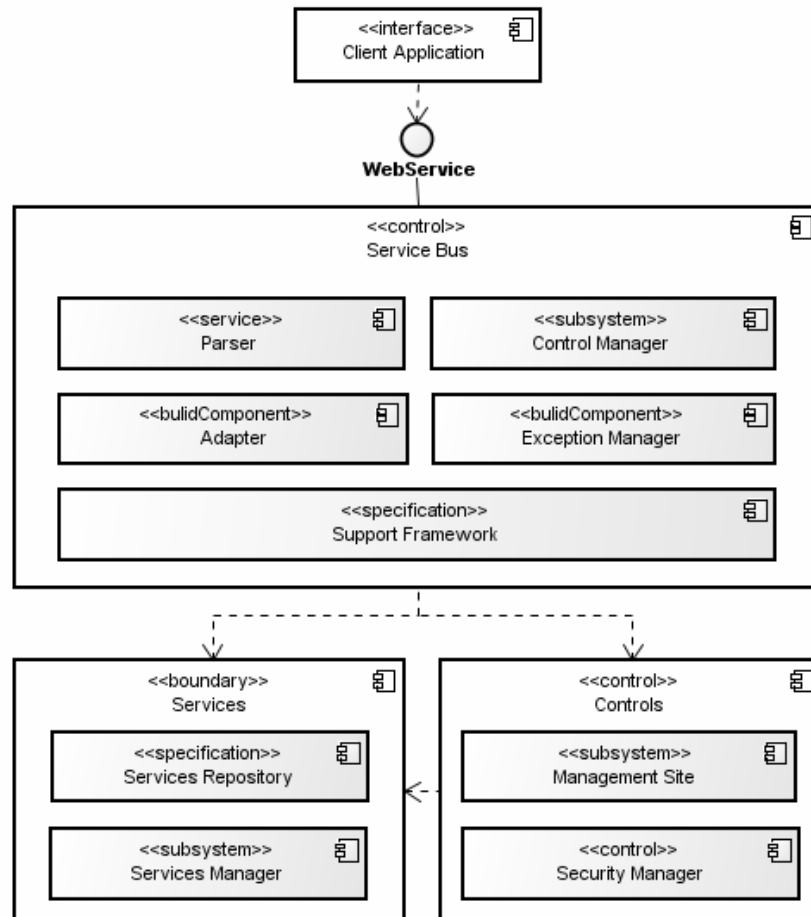 <<interface>>
Client Application
WebService
<<control>>
Service Bus
<<service>>
Parser
<<subsystem>>
Control Manager
<<bulidComponent>>
Adapter
<<bulidComponent>>
Exception Manager
<<specification>>
Support Framework
<<boundary>>
Services
<<specification>>
Services Repository
<<subsystem>>
Services Manager
<<control>>
Controls
<<subsystem>>
Management Site
<<control>>
Security Manager